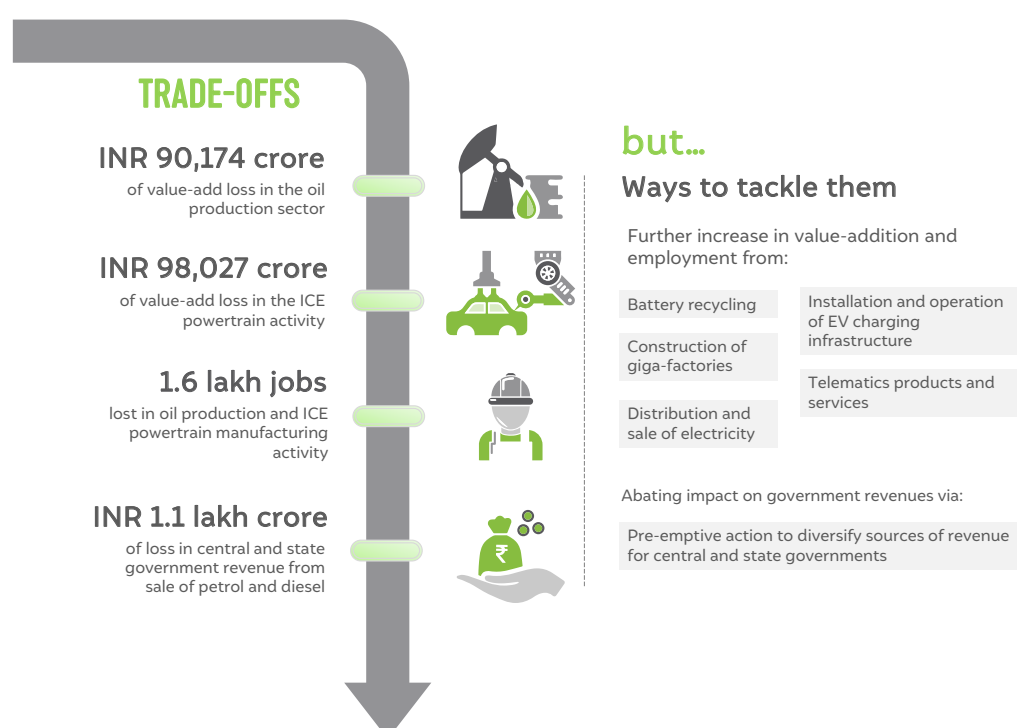 TRADE-OFFS
INR 90,174 crore
of value-add loss in the oil
production sector
INR 98,027 crore
of value-add loss in the ICE
powertrain activity
1.6 lakh jobs
lost in oil production and ICE
powertrain manufacturing
activity
INR 1.1 lakh crore
of loss in central and state
government revenue from
sale of petrol and diesel
₹
but...
Ways to tackle them
Further increase in value-addition and
employment from:
Battery recycling
Construction of
giga-factories
Distribution and
sale of electricity
Installation and operation
of EV charging
infrastructure
Telematics products and
services
Abating impact on government revenues via:
Pre-emptive action to diversify sources of revenue
for central and state governments